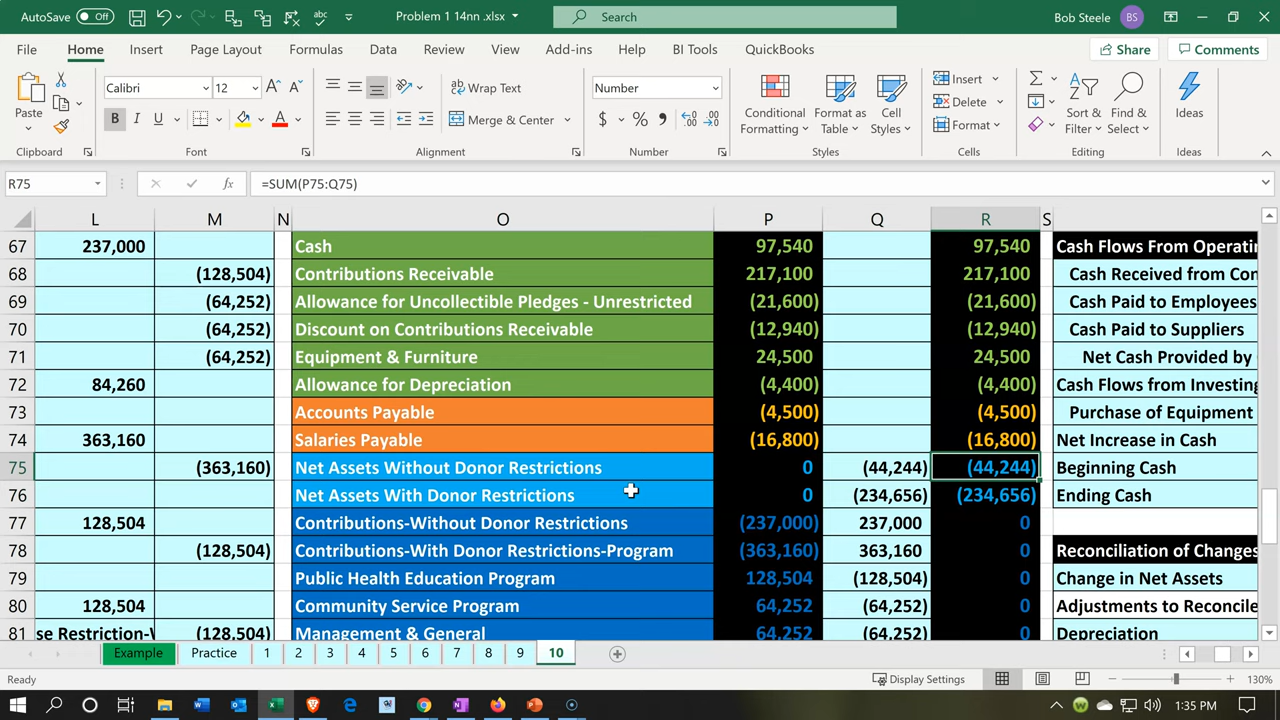 AutoSave Off Problem 1 14nn .xlsx Search Bob Steele BS
File Home Insert Page Layout Formulas Data Review View Add-ins Help BI Tools QuickBooks Share Comments
Calibri 12 Wrap Text Number Insert
Paste B I U Merge & Center $ % Conditional Formatting Format as Table Cell Styles Delete Format Sort & Filter Find & Select Ideas
Clipboard Font Alignment Number Styles Cells Editing Ideas
R75 fx =SUM(P75:Q75)
L M N O P Q R S
67 237,000 Cash 97,540 97,540 Cash Flows From Operatin
68 (128,504) Contributions Receivable 217,100 217,100 Cash Received from Con
69 (64,252) Allowance for Uncollectible Pledges - Unrestricted (21,600) (21,600) Cash Paid to Employees
70 (64,252) Discount on Contributions Receivable (12,940) (12,940) Cash Paid to Suppliers
71 (64,252) Equipment & Furniture 24,500 24,500 Net Cash Provided by
72 84,260 Allowance for Depreciation (4,400) (4,400) Cash Flows from Investing
73 Accounts Payable (4,500) (4,500) Purchase of Equipment
74 363,160 Salaries Payable (16,800) (16,800) Net Increase in Cash
75 (363,160) Net Assets Without Donor Restrictions 0 (44,244) (44,244) Beginning Cash
76 Net Assets With Donor Restrictions 0 (234,656) (234,656) Ending Cash
77 128,504 Contributions-Without Donor Restrictions (237,000) 237,000 0
78 (128,504) Contributions-With Donor Restrictions-Program (363,160) 363,160 0 Reconciliation of Changes
79 Public Health Education Program 128,504 (128,504) 0 Change in Net Assets
80 128,504 Community Service Program 64,252 (64,252) 0 Adjustments to Reconcile
81 se Restriction-V (128,504) Management & General 64,252 (64,252) 0 Depreciation
Example Practice 1 2 3 4 5 6 7 8 9 10
Ready Display Settings 130%
1:35 PM